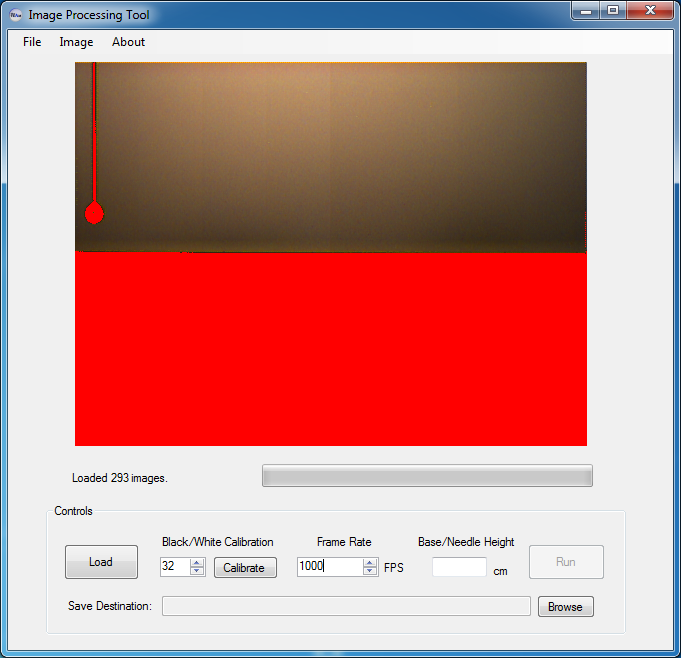 Image Processing Tool
File Image About
Loaded 293 images.
Controls
Black/White Calibration Frame Rate Base/Needle Height
Load 32 Calibrate 1000 FPS cm Run
Save Destination: Browse